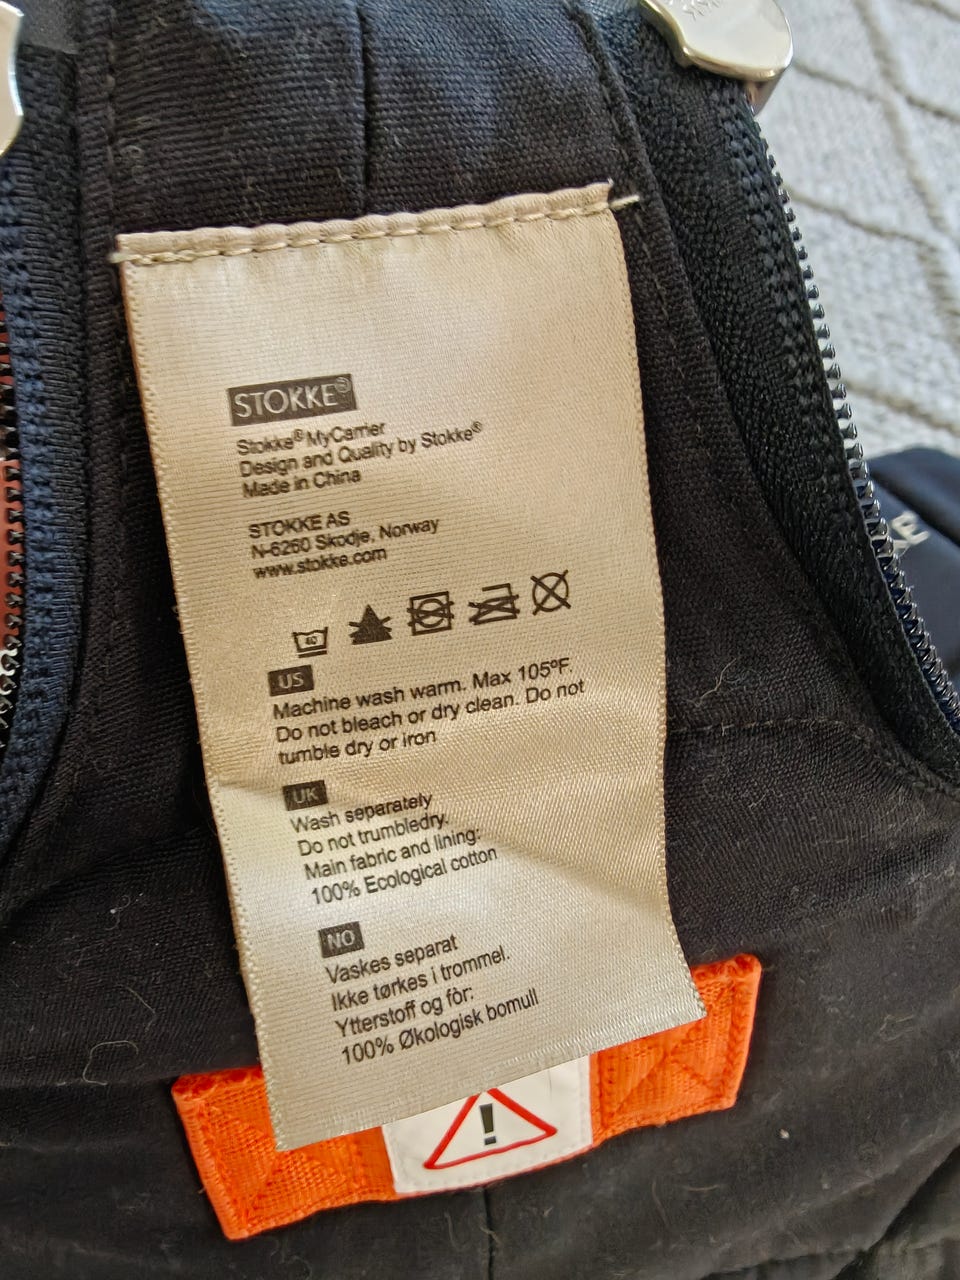 STOKKE®
Stokke® MyCarrier
Design and Quality by Stokke®
Made in China
STOKKE AS
N-6260 Skodje, Norway
www.stokke.com
40
US
Machine wash warm. Max 105ºF.
Do not bleach or dry clean. Do not
tumble dry or iron
UK
Wash separately
Do not trumbledry.
Main fabric and lining:
100% Ecological cotton
NO
Vaskes separat
Ikke tørkes i trommel.
Ytterstoff og fôr:
100% Økologisk bomull
!